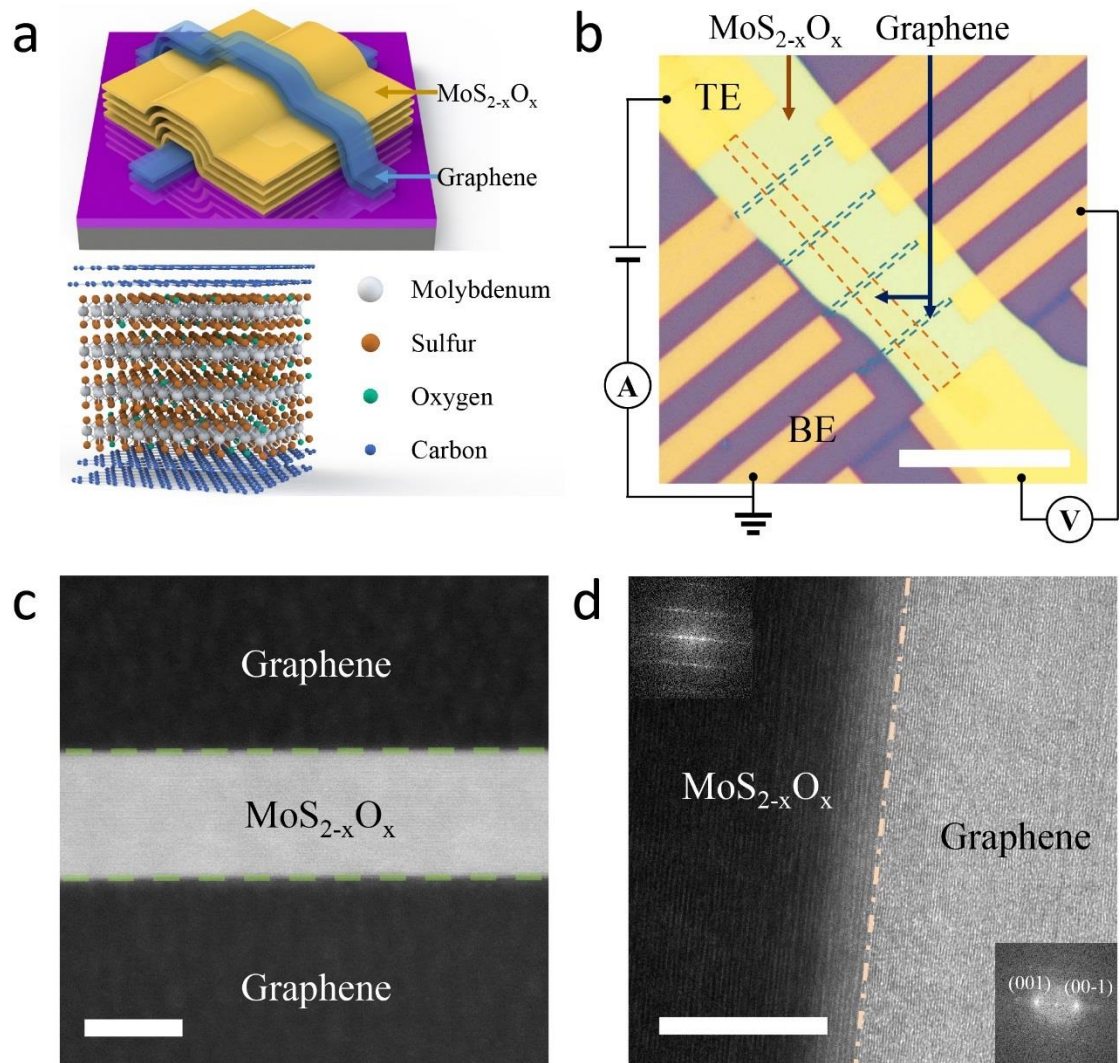 a
MoS₂₋ₓOₓ
Graphene
Molybdenum
Sulfur
Oxygen
Carbon
b
MoS₂₋ₓOₓ Graphene
TE
A
BE
V
c
Graphene
MoS₂₋ₓOₓ
Graphene
d
MoS₂₋ₓOₓ
Graphene
(001) (00-1)